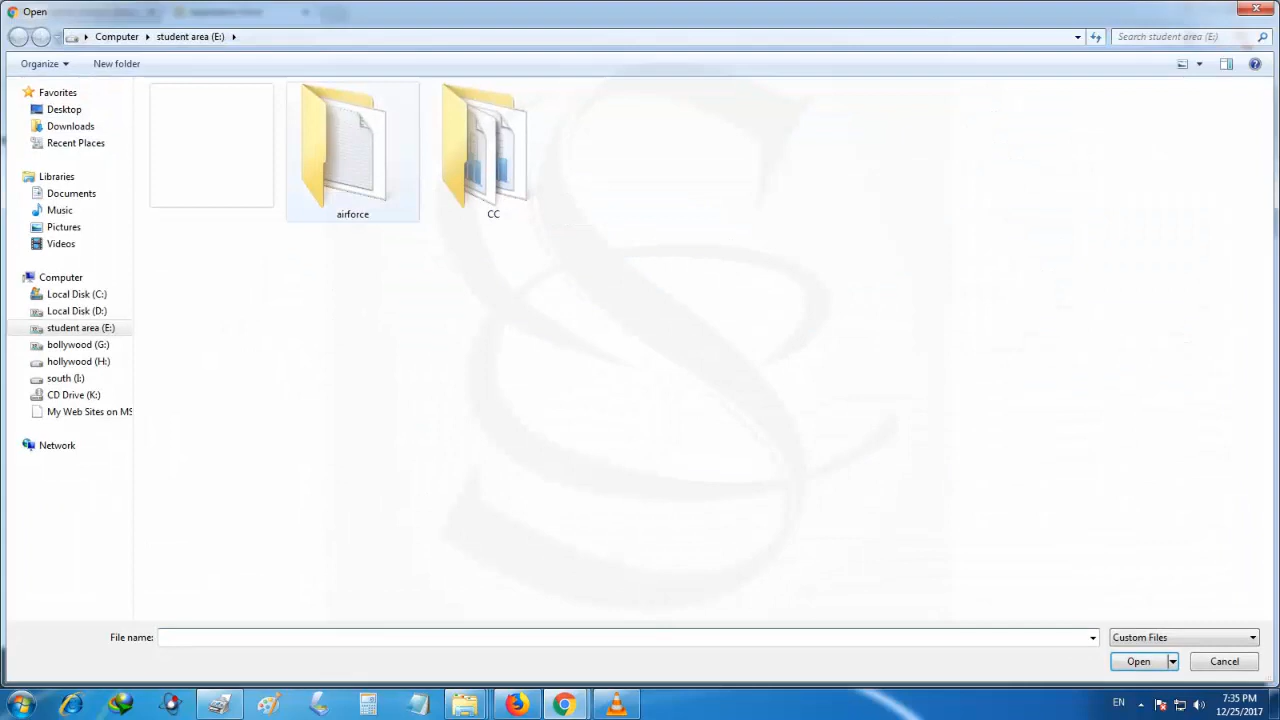 Open
Computer
student area (E:)
Search student area (E:)
Organize
New folder
Favorites
Desktop
Downloads
Recent Places
Libraries
Documents
Music
Pictures
Videos
Computer
Local Disk (C:)
Local Disk (D:)
student area (E:)
bollywood (G:)
hollywood (H:)
south (I:)
CD Drive (K:)
My Web Sites on MS
Network
airforce
CC
File name:
Custom Files
Open
Cancel
EN
7:35 PM
12/25/2017